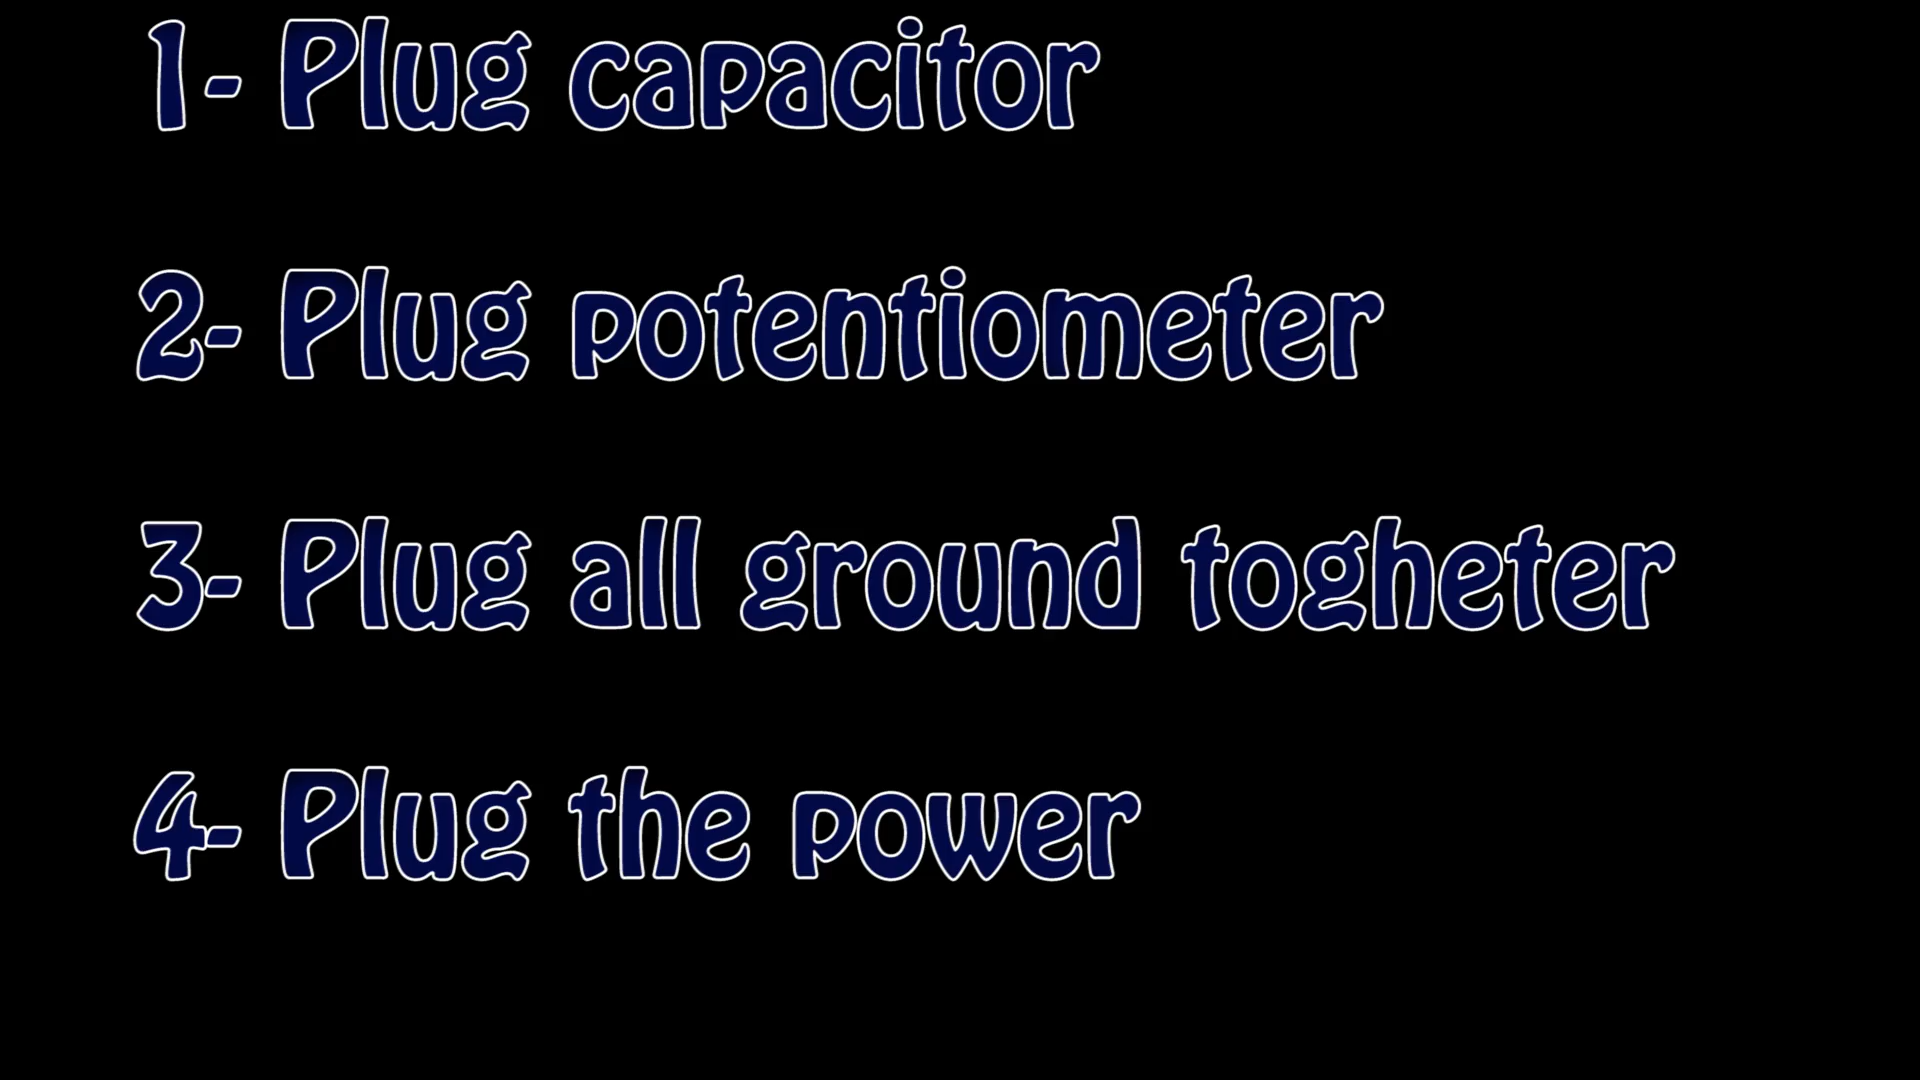 1- Plug capacitor
2- Plug potentiometer
3- Plug all ground togheter
4- Plug the power